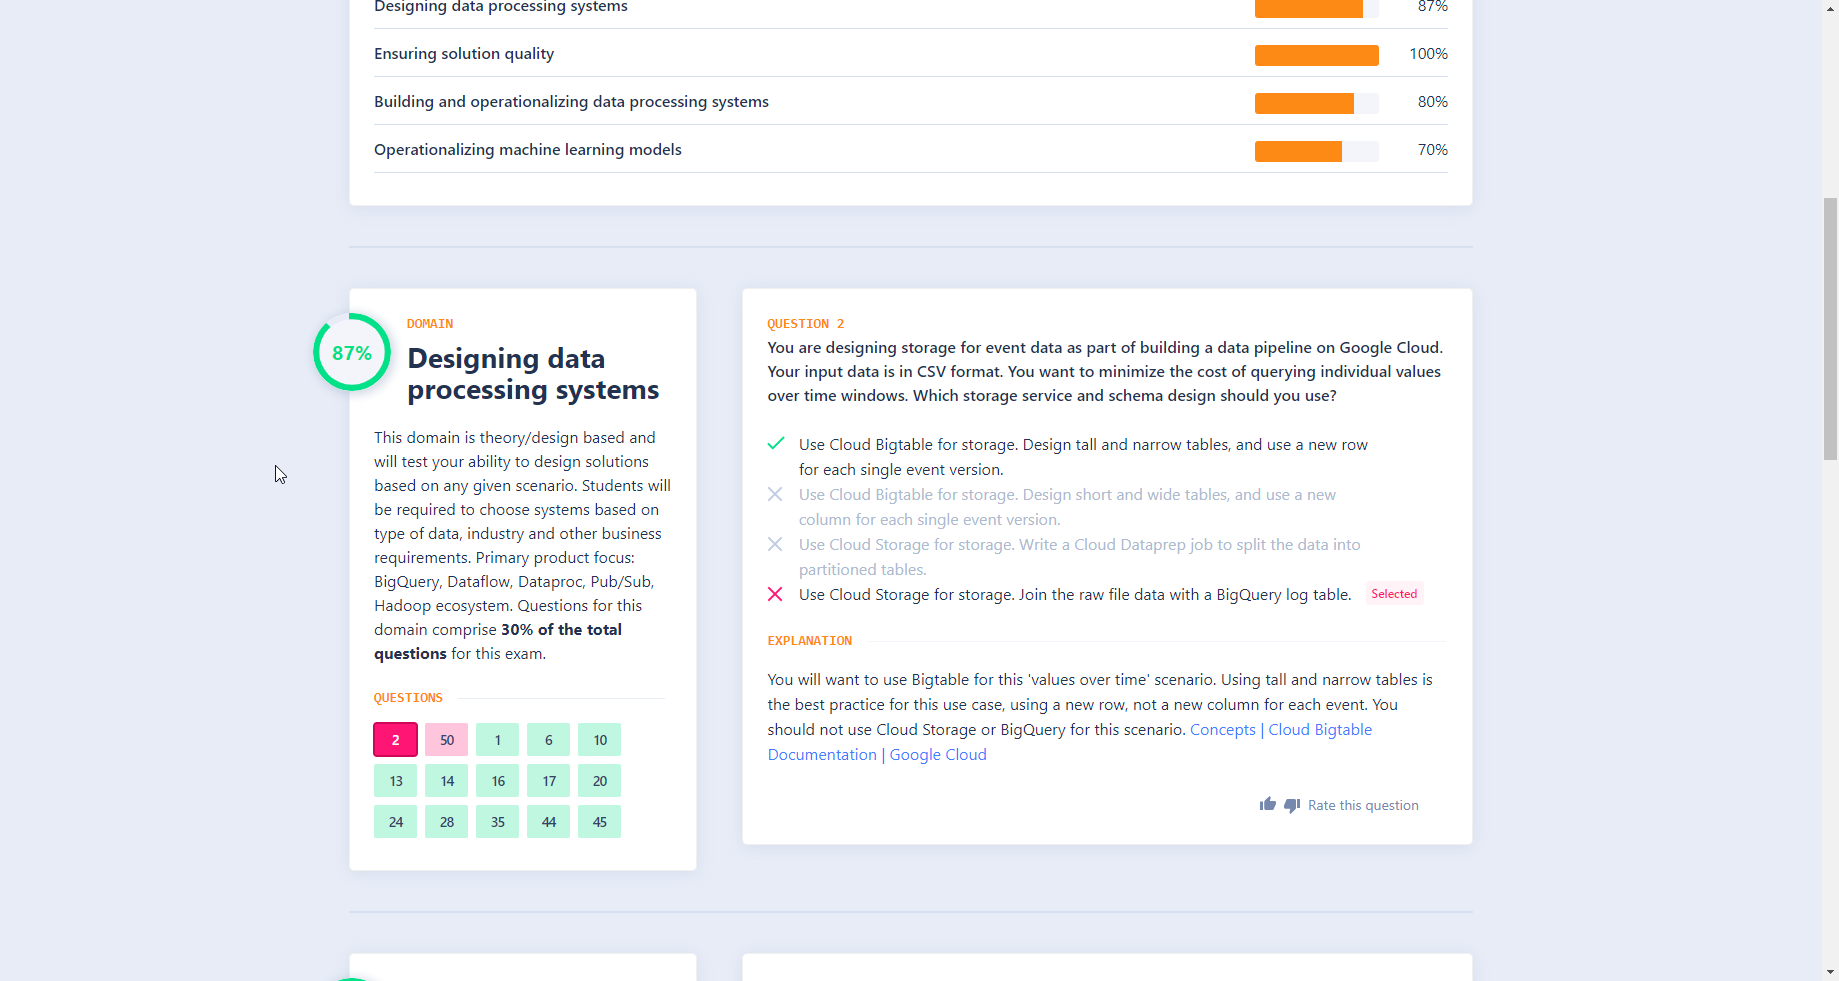 Designing data processing systems 87%
Ensuring solution quality 100%
Building and operationalizing data processing systems 80%
Operationalizing machine learning models 70%
87%
DOMAIN
Designing data
processing systems
This domain is theory/design based and
will test your ability to design solutions
based on any given scenario. Students will
be required to choose systems based on
type of data, industry and other business
requirements. Primary product focus:
BigQuery, Dataflow, Dataproc, Pub/Sub,
Hadoop ecosystem. Questions for this
domain comprise 30% of the total
questions for this exam.
QUESTIONS
2 50 1 6 10
13 14 16 17 20
24 28 35 44 45
QUESTION 2
You are designing storage for event data as part of building a data pipeline on Google Cloud.
Your input data is in CSV format. You want to minimize the cost of querying individual values
over time windows. Which storage service and schema design should you use?
Use Cloud Bigtable for storage. Design tall and narrow tables, and use a new row
for each single event version.
Use Cloud Bigtable for storage. Design short and wide tables, and use a new
column for each single event version.
Use Cloud Storage for storage. Write a Cloud Dataprep job to split the data into
partitioned tables.
Use Cloud Storage for storage. Join the raw file data with a BigQuery log table. Selected
EXPLANATION
You will want to use Bigtable for this 'values over time' scenario. Using tall and narrow tables is
the best practice for this use case, using a new row, not a new column for each event. You
should not use Cloud Storage or BigQuery for this scenario. Concepts | Cloud Bigtable
Documentation | Google Cloud
Rate this question